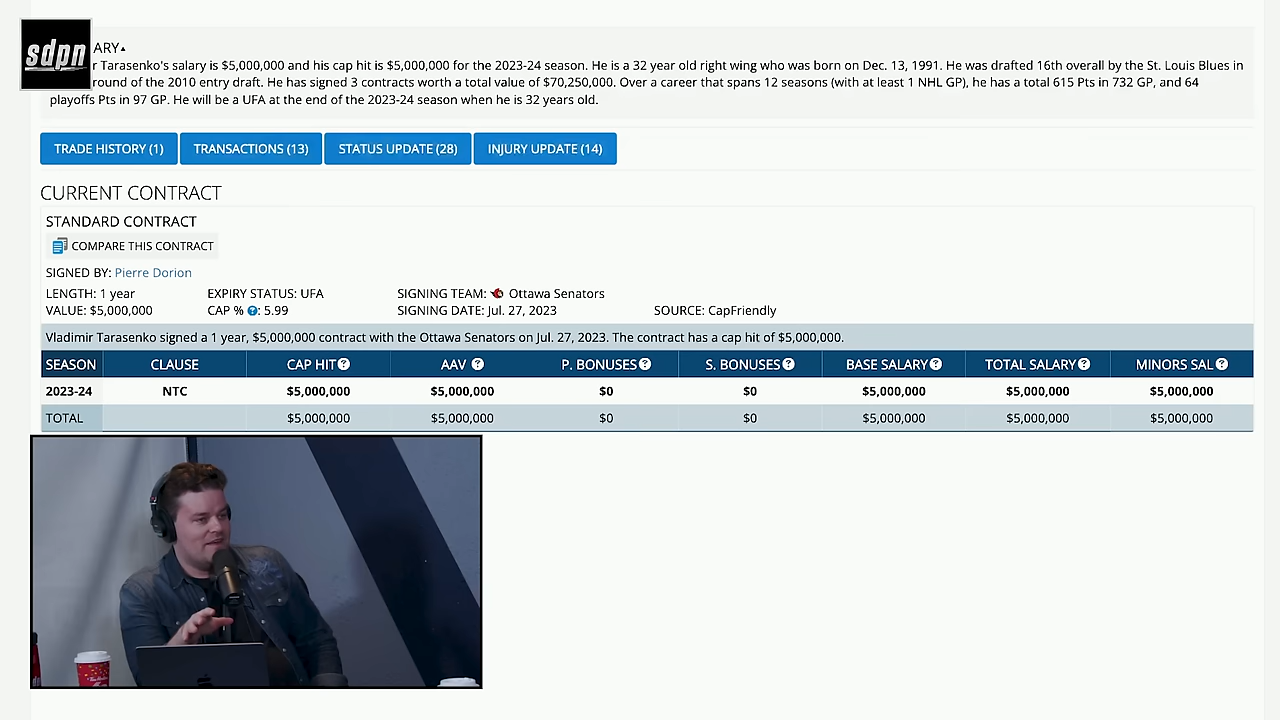 sdpn
ARY
r Tarasenko's salary is $5,000,000 and his cap hit is $5,000,000 for the 2023-24 season. He is a 32 year old right wing who was born on Dec. 13, 1991. He was drafted 16th overall by the St. Louis Blues in
round of the 2010 entry draft. He has signed 3 contracts worth a total value of $70,250,000. Over a career that spans 12 seasons (with at least 1 NHL GP), he has a total 615 Pts in 732 GP, and 64
playoffs Pts in 97 GP. He will be a UFA at the end of the 2023-24 season when he is 32 years old.
TRADE HISTORY (1) TRANSACTIONS (13) STATUS UPDATE (28) INJURY UPDATE (14)
CURRENT CONTRACT
STANDARD CONTRACT
COMPARE THIS CONTRACT
SIGNED BY: Pierre Dorion
LENGTH: 1 year EXPIRY STATUS: UFA SIGNING TEAM: Ottawa Senators
VALUE: $5,000,000 CAP % ?: 5.99 SIGNING DATE: Jul. 27, 2023 SOURCE: CapFriendly
Vladimir Tarasenko signed a 1 year, $5,000,000 contract with the Ottawa Senators on Jul. 27, 2023. The contract has a cap hit of $5,000,000.
SEASON CLAUSE CAP HIT ? AAV ? P. BONUSES ? S. BONUSES ? BASE SALARY ? TOTAL SALARY ? MINORS SAL ?
2023-24 NTC $5,000,000 $5,000,000 $0 $0 $5,000,000 $5,000,000 $5,000,000
TOTAL $5,000,000 $5,000,000 $0 $0 $5,000,000 $5,000,000 $5,000,000